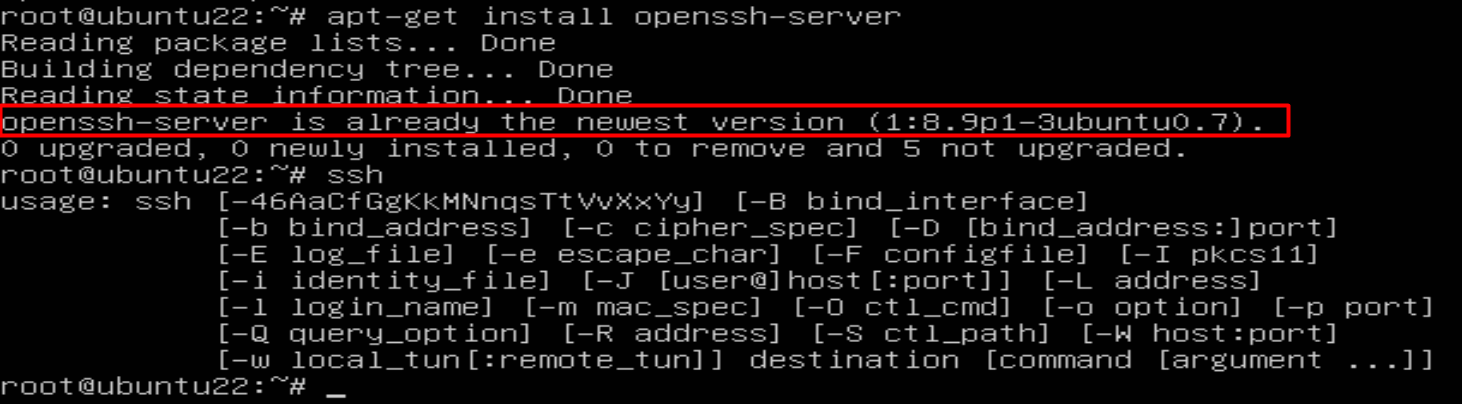 root@ubuntu22:~# apt-get install openssh-server
Reading package lists... Done
Building dependency tree... Done
Reading state information... Done
openssh-server is already the newest version (1:8.9p1-3ubuntu0.7).
0 upgraded, 0 newly installed, 0 to remove and 5 not upgraded.
root@ubuntu22:~# ssh
usage: ssh [-46AaCfGgKkMNnqsTtVvXxYy] [-B bind_interface]
           [-b bind_address] [-c cipher_spec] [-D [bind_address:]port]
           [-E log_file] [-e escape_char] [-F configfile] [-I pkcs11]
           [-i identity_file] [-J [user@]host[:port]] [-L address]
           [-l login_name] [-m mac_spec] [-O ctl_cmd] [-o option] [-p port]
           [-Q query_option] [-R address] [-S ctl_path] [-W host:port]
           [-w local_tun[:remote_tun]] destination [command [argument ...]]
root@ubuntu22:~# _